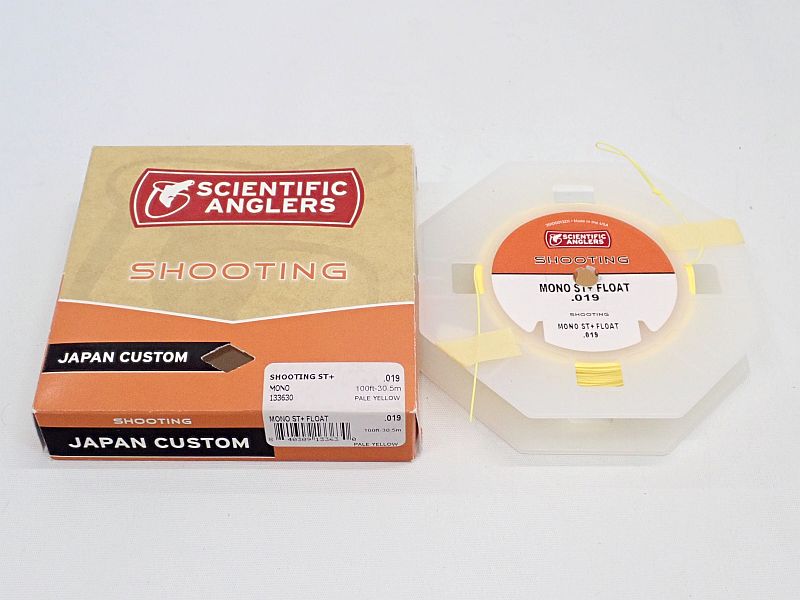 SCIENTIFIC
ANGLERS
SHOOTING
JAPAN CUSTOM
SHOOTING ST+ .019
MONO 100ft-30.5m
133630 PALE YELLOW
SHOOTING
JAPAN CUSTOM
MONO ST+ FLOAT .019
100ft-30.5m
PALE YELLOW
SCIENTIFIC
ANGLERS
SHOOTING
MONO ST+ FLOAT
.019
SHOOTING
MONO ST+ FLOAT
.019